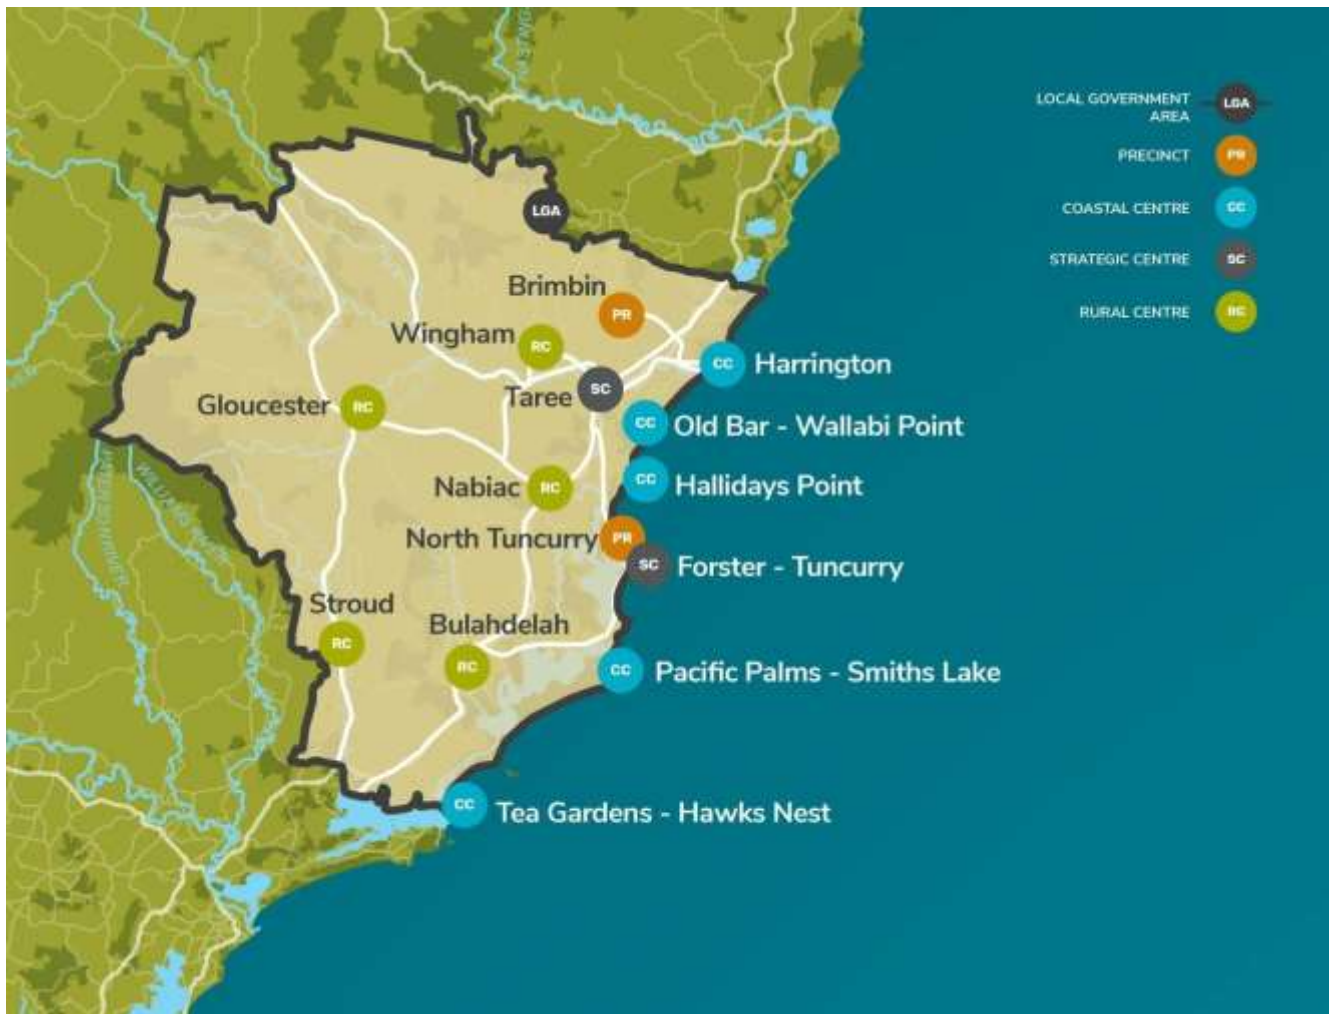 HASTINGS
LOCAL GOVERNMENT
AREA
LGA
PRECINCT
PR
COASTAL CENTRE
CC
STRATEGIC CENTRE
SC
RURAL CENTRE
RC
LGA
Brimbin
PR
Wingham
RC
CC
Harrington
Taree
SC
Gloucester
RC
CC
Old Bar - Wallabi Point
CC
Hallidays Point
Nabiac
RC
North Tuncurry
PR
SC
Forster - Tuncurry
Stroud
RC
Bulahdelah
RC
CC
Pacific Palms - Smiths Lake
CC
Tea Gardens - Hawks Nest